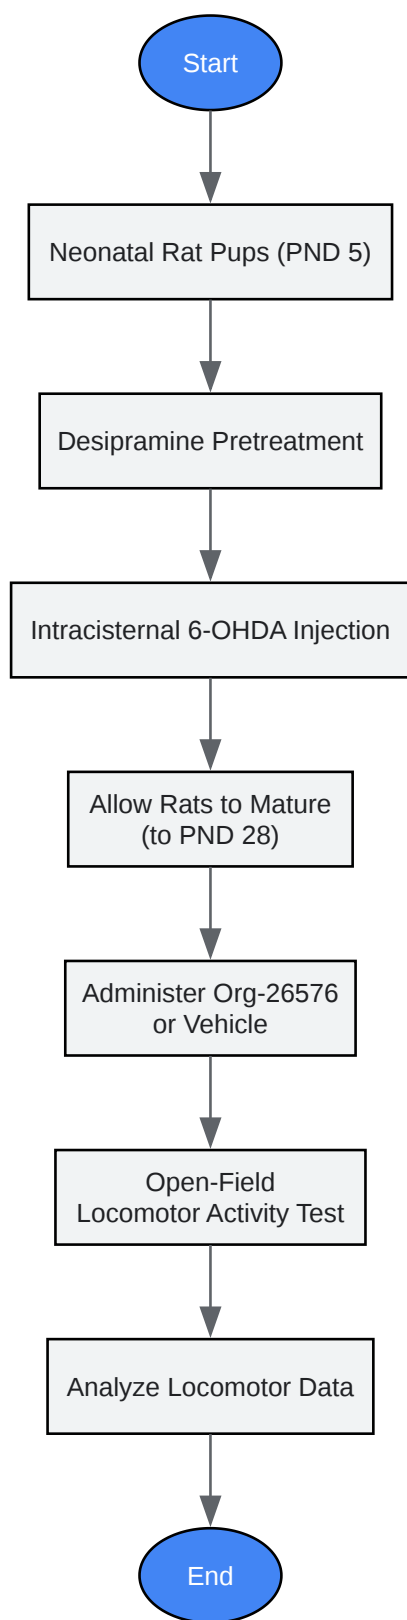 Start
Neonatal Rat Pups (PND 5)
Desipramine Pretreatment
Intracisternal 6-OHDA Injection
Allow Rats to Mature
(to PND 28)
Administer Org-26576
or Vehicle
Open-Field
Locomotor Activity Test
Analyze Locomotor Data
End